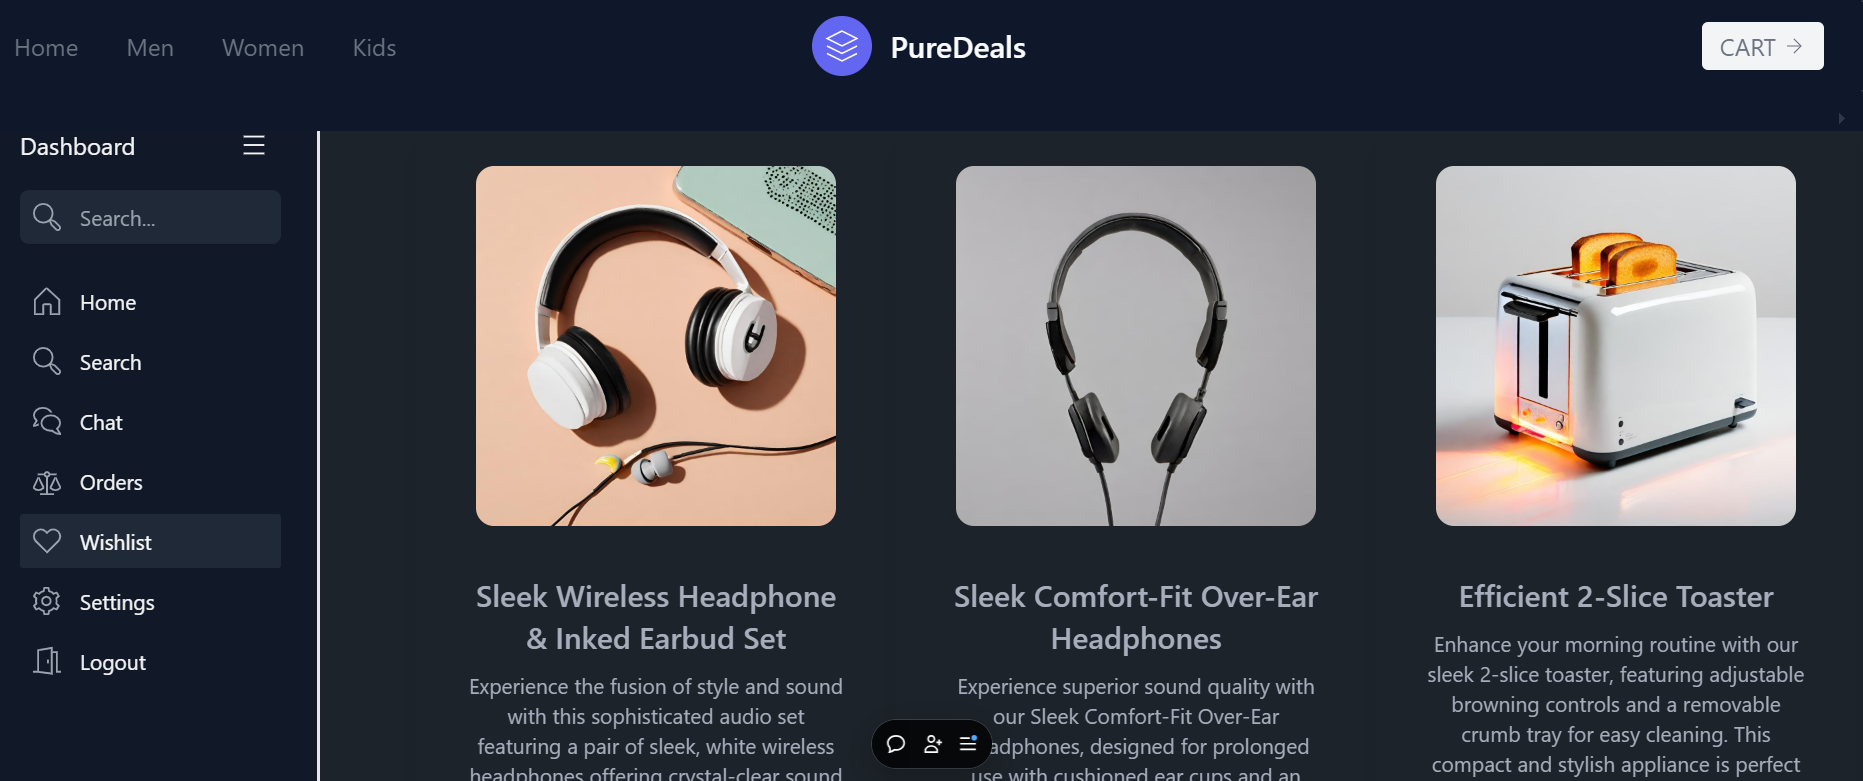 Home Men Women Kids
PureDeals
CART
Dashboard
Search...
Home
Search
Chat
Orders
Wishlist
Settings
Logout
Sleek Wireless Headphone
& Inked Earbud Set
Experience the fusion of style and sound
with this sophisticated audio set
featuring a pair of sleek, white wireless
headphones offering crystal-clear sound
Sleek Comfort-Fit Over-Ear
Headphones
Experience superior sound quality with
our Sleek Comfort-Fit Over-Ear
adphones, designed for prolonged
use with cushioned ear cups and an
Efficient 2-Slice Toaster
Enhance your morning routine with our
sleek 2-slice toaster, featuring adjustable
browning controls and a removable
crumb tray for easy cleaning. This
compact and stylish appliance is perfect